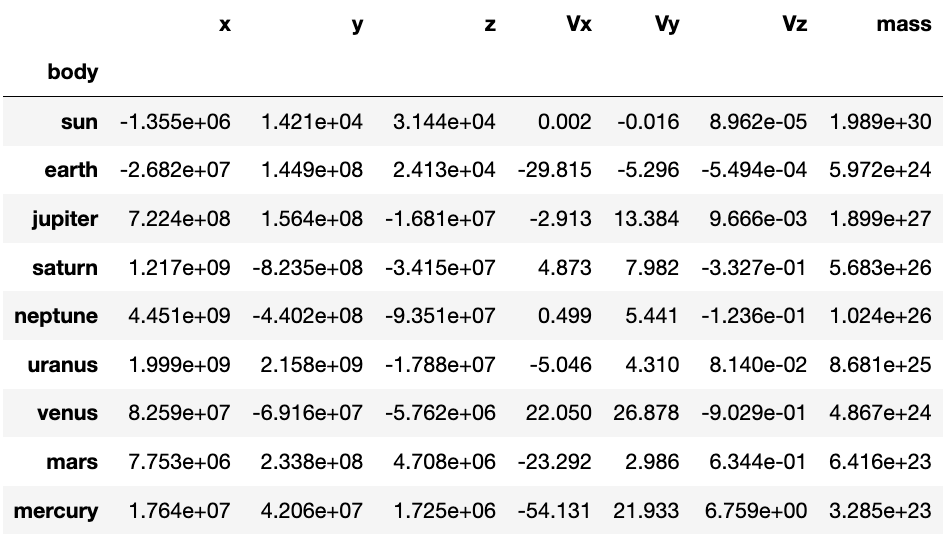 x y z Vx Vy Vz mass
body
sun -1.355e+06 1.421e+04 3.144e+04 0.002 -0.016 8.962e-05 1.989e+30
earth -2.682e+07 1.449e+08 2.413e+04 -29.815 -5.296 -5.494e-04 5.972e+24
jupiter 7.224e+08 1.564e+08 -1.681e+07 -2.913 13.384 9.666e-03 1.899e+27
saturn 1.217e+09 -8.235e+08 -3.415e+07 4.873 7.982 -3.327e-01 5.683e+26
neptune 4.451e+09 -4.402e+08 -9.351e+07 0.499 5.441 -1.236e-01 1.024e+26
uranus 1.999e+09 2.158e+09 -1.788e+07 -5.046 4.310 8.140e-02 8.681e+25
venus 8.259e+07 -6.916e+07 -5.762e+06 22.050 26.878 -9.029e-01 4.867e+24
mars 7.753e+06 2.338e+08 4.708e+06 -23.292 2.986 6.344e-01 6.416e+23
mercury 1.764e+07 4.206e+07 1.725e+06 -54.131 21.933 6.759e+00 3.285e+23